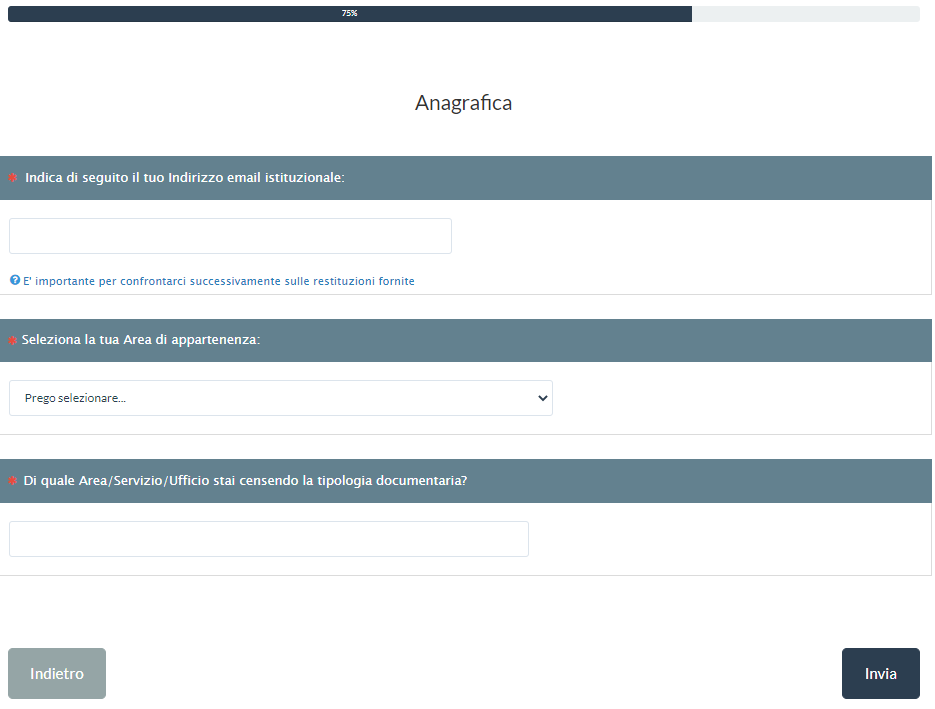 75%
Anagrafica
* Indica di seguito il tuo Indirizzo email istituzionale:
? E' importante per confrontarci successivamente sulle restituzioni fornite
* Seleziona la tua Area di appartenenza:
Prego selezionare...
* Di quale Area/Servizio/Ufficio stai censendo la tipologia documentaria?
Indietro
Invia